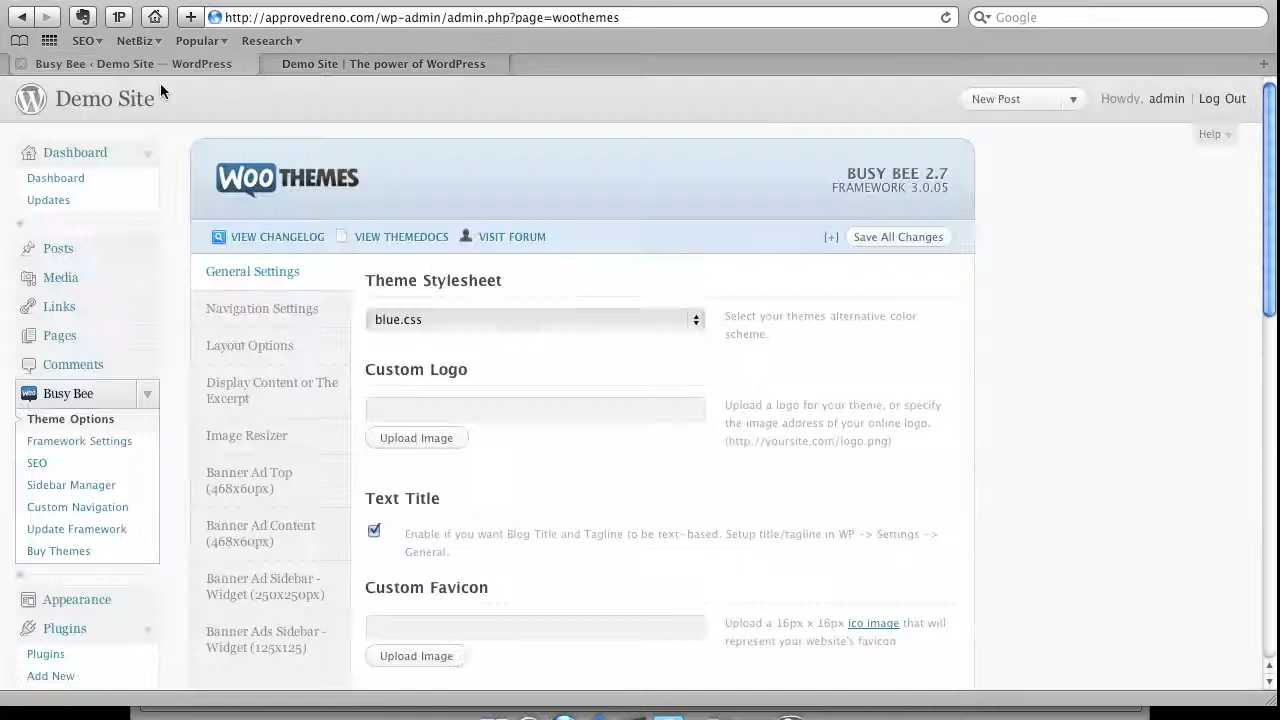 1P
http://approvedreno.com/wp-admin/admin.php?page=woothemes
Google
SEO NetBiz Popular Research
Busy Bee ‹ Demo Site — WordPress
Demo Site | The power of WordPress
Demo Site
New Post
Howdy, admin | Log Out
Help
Dashboard
Dashboard
Updates
Posts
Media
Links
Pages
Comments
WOO
Busy Bee
Theme Options
Framework Settings
SEO
Sidebar Manager
Custom Navigation
Update Framework
Buy Themes
Appearance
Plugins
Plugins
Add New
WOOTHEMES
BUSY BEE 2.7
FRAMEWORK 3.0.05
VIEW CHANGELOG
VIEW THEMEDOCS
VISIT FORUM
[+]
Save All Changes
General Settings
Navigation Settings
Layout Options
Display Content or The
Excerpt
Image Resizer
Banner Ad Top
(468x60px)
Banner Ad Content
(468x60px)
Banner Ad Sidebar -
Widget (250x250px)
Banner Ads Sidebar -
Widget (125x125)
Theme Stylesheet
blue.css
Select your themes alternative color
scheme.
Custom Logo
Upload Image
Upload a logo for your theme, or specify
the image address of your online logo.
(http://yoursite.com/logo.png)
Text Title
Enable if you want Blog Title and Tagline to be text-based. Setup title/tagline in WP -> Settings ->
General.
Custom Favicon
Upload Image
Upload a 16px x 16px ico image that will
represent your website's favicon